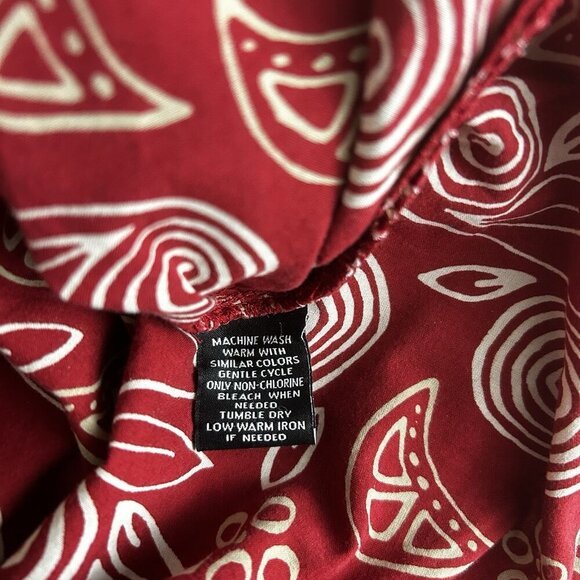 MACHINE WASH
WARM WITH
SIMILAR COLORS
GENTLE CYCLE
ONLY NON-CHLORINE
BLEACH WHEN
NEEDED
TUMBLE DRY
LOW WARM IRON
IF NEEDED